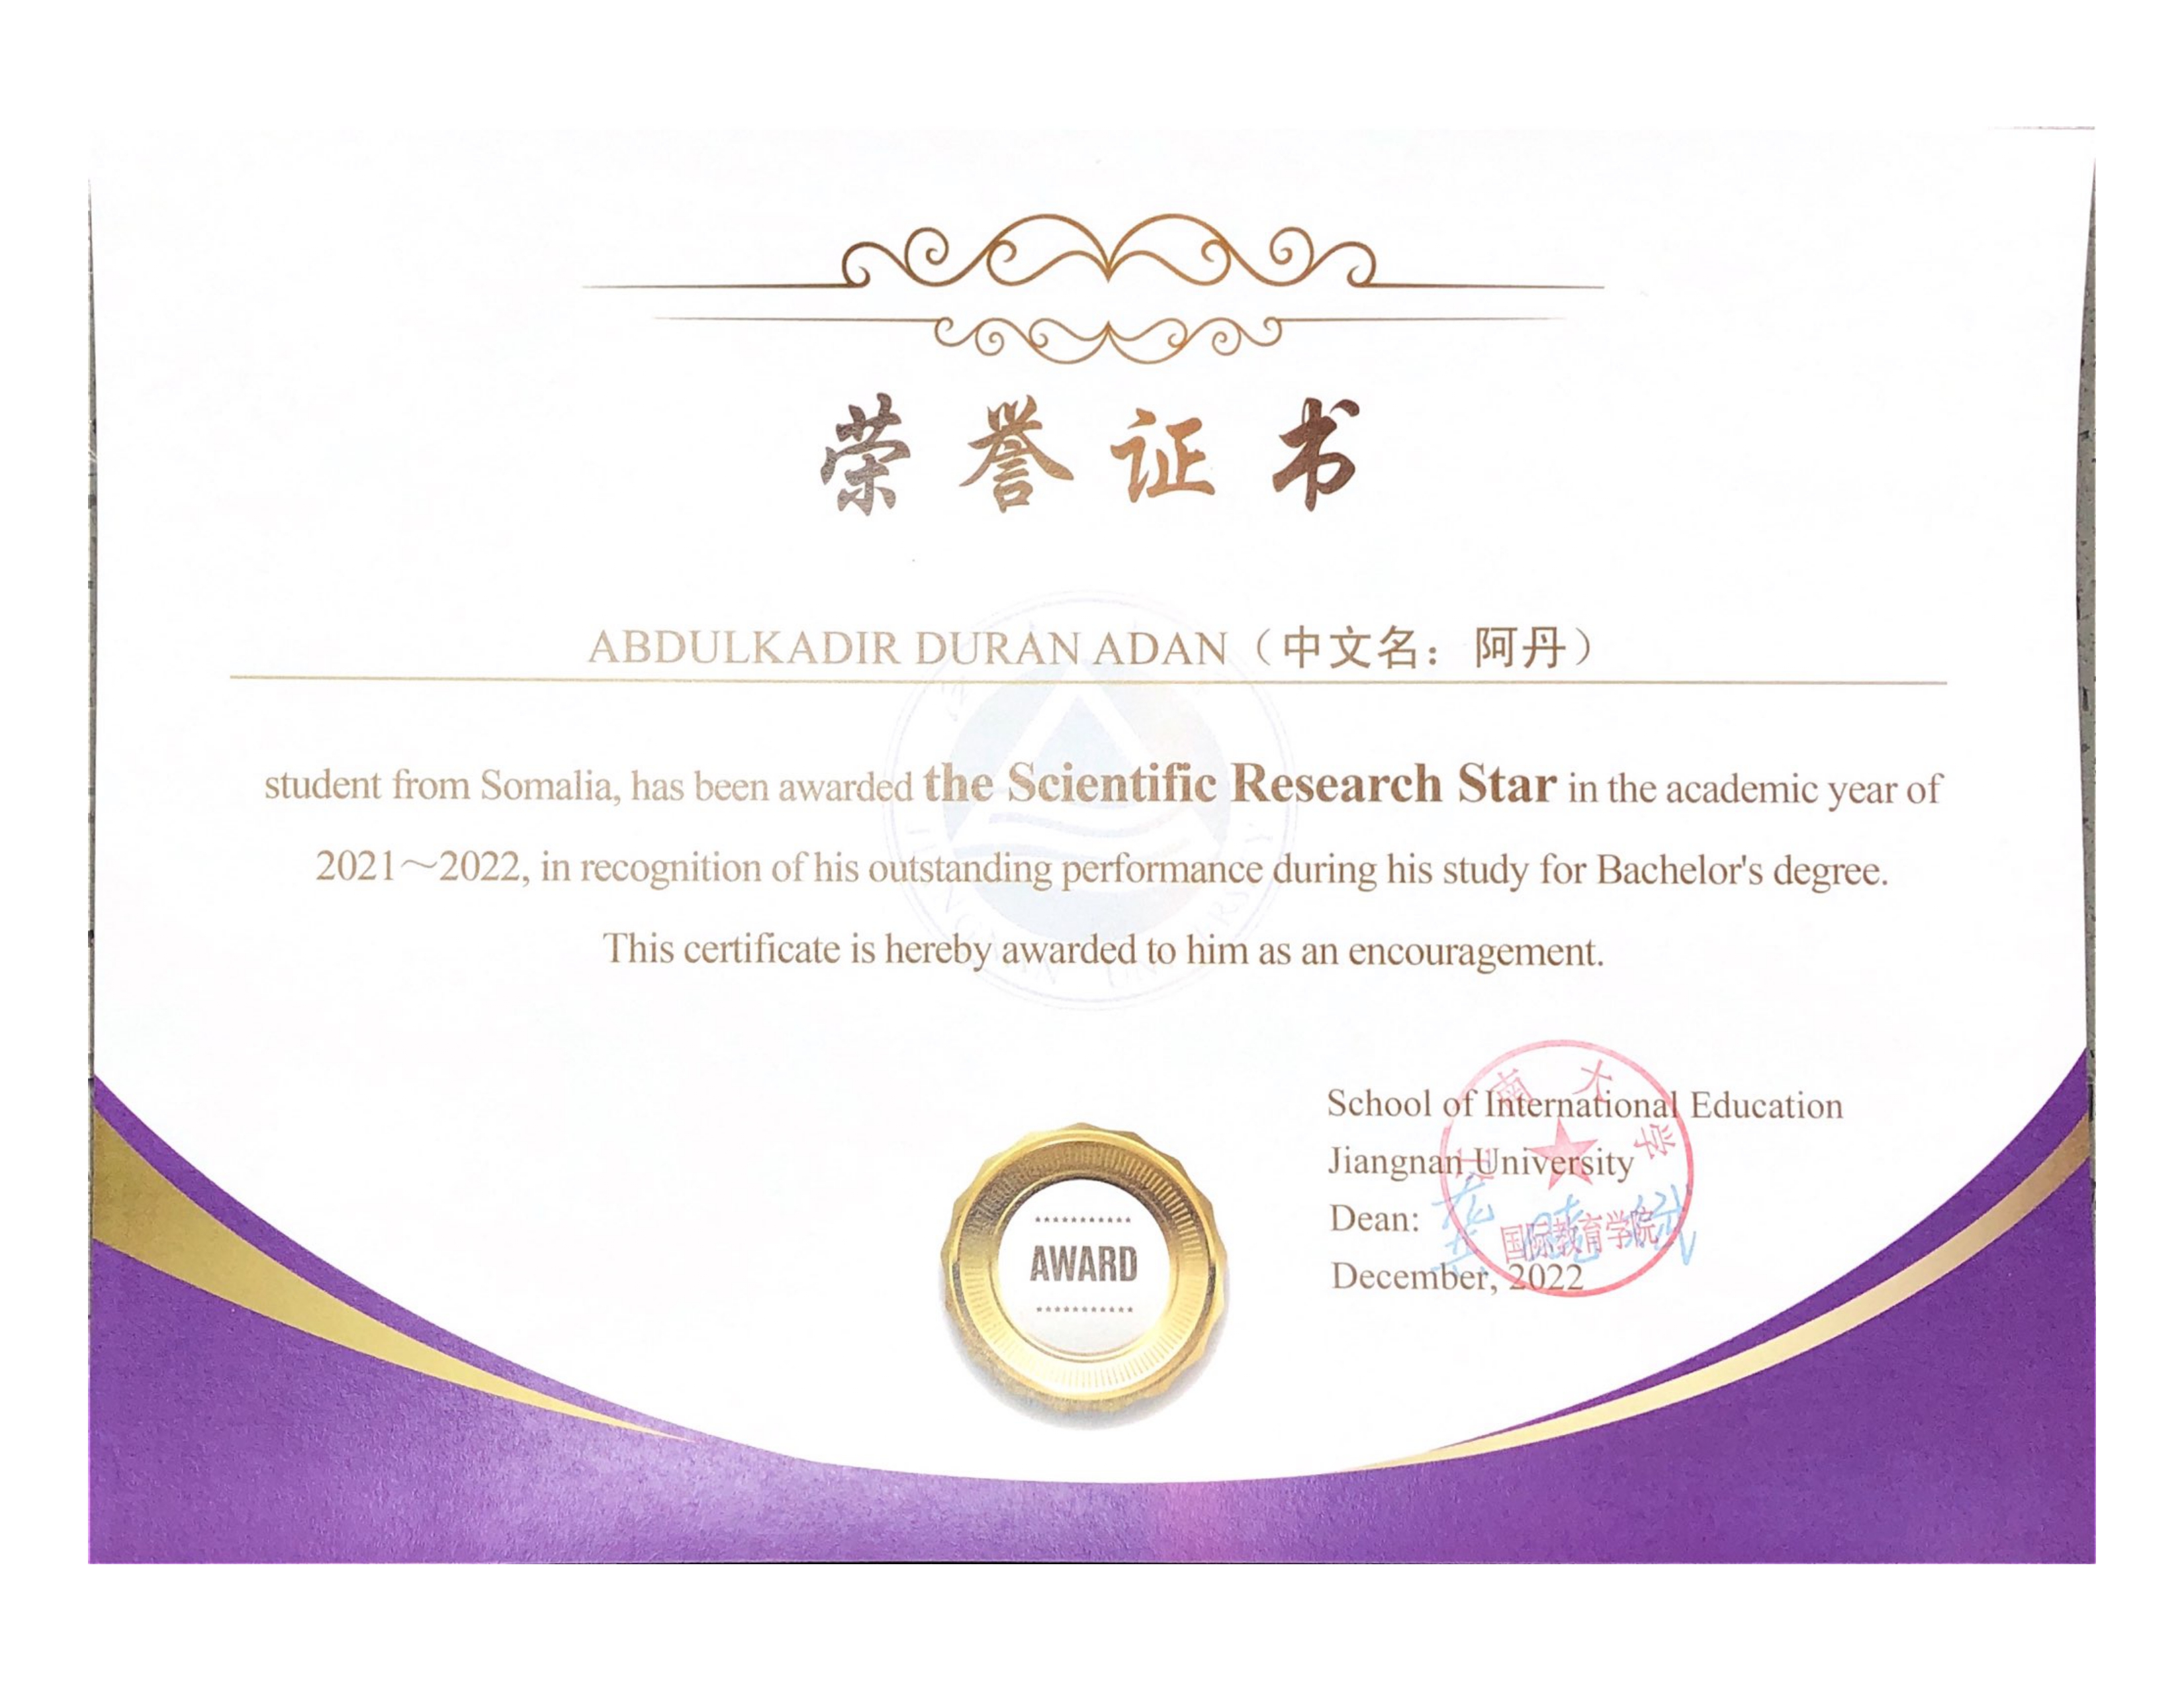 荣誉证书
ABDULKADIR DURAN ADAN（中文名：阿丹）
student from Somalia, has been awarded the Scientific Research Star in the academic year of
2021～2022, in recognition of his outstanding performance during his study for Bachelor's degree.
This certificate is hereby awarded to him as an encouragement.
JIANGNAN UNIVERSITY
AWARD
School of International Education
Jiangnan University
Dean:
December, 2022
江南大学
国际教育学院